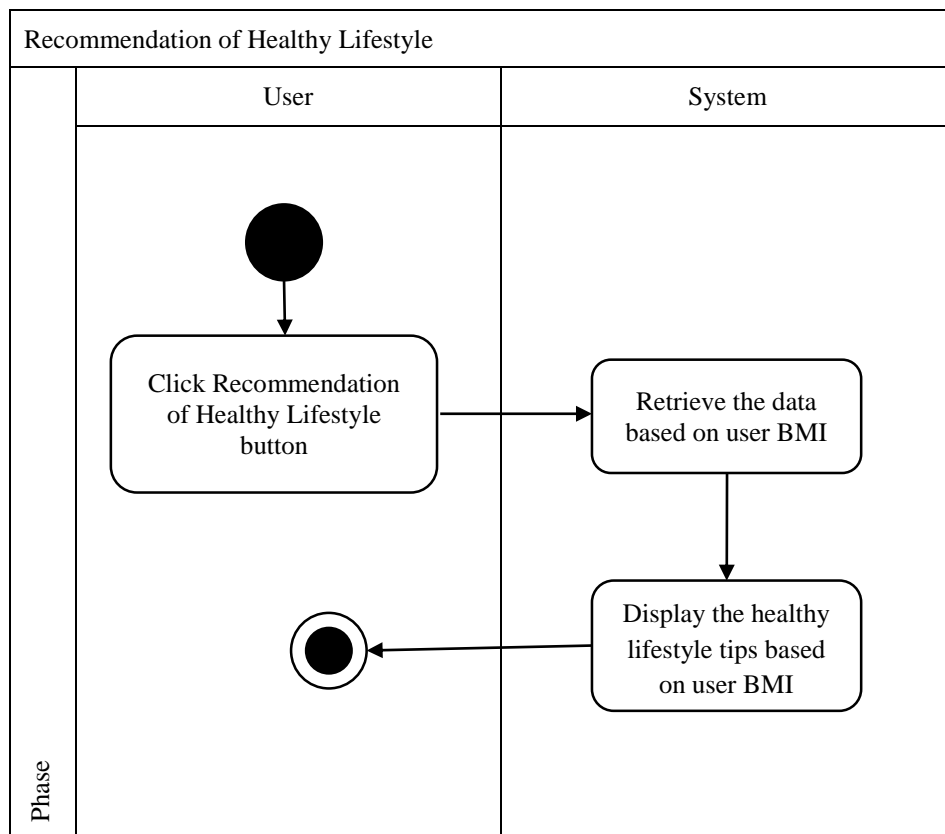 Recommendation of Healthy Lifestyle
User
System
Click Recommendation
of Healthy Lifestyle
button
Retrieve the data
based on user BMI
Display the healthy
lifestyle tips based
on user BMI
Phase